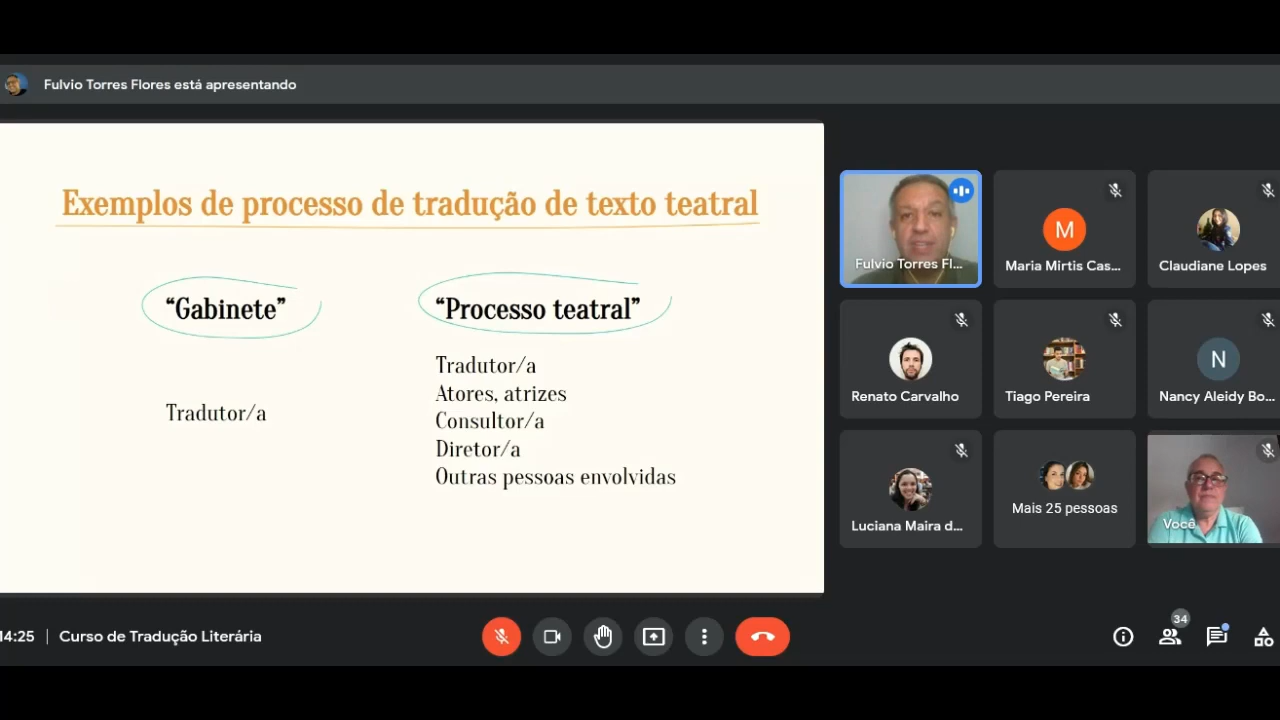 Fulvio Torres Flores está apresentando
Exemplos de processo de tradução de texto teatral
“Gabinete”
Tradutor/a
“Processo teatral”
Tradutor/a
Atores, atrizes
Consultor/a
Diretor/a
Outras pessoas envolvidas
Fulvio Torres Fl...
M
Maria Mirtis Cas...
Claudiane Lopes
Renato Carvalho
Tiago Pereira
N
Nancy Aleidy Bo...
Luciana Maira d...
Mais 25 pessoas
Você
14:25 | Curso de Tradução Literária
34